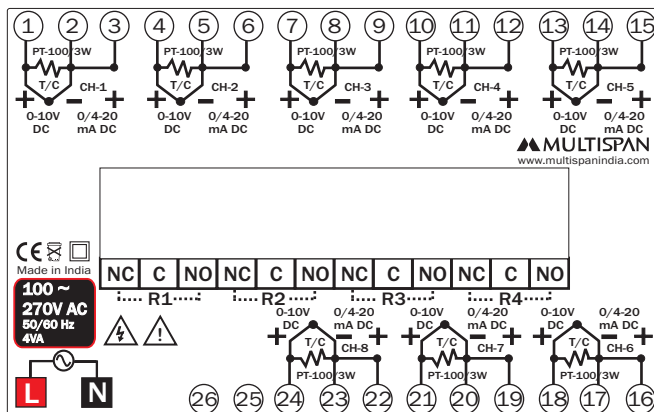 1 2 3 4 5 6 7 8 9 10 11 12 13 14 15
PT-100/3W PT-100/3W PT-100/3W PT-100/3W PT-100/3W
T/C CH-1 T/C CH-2 T/C CH-3 T/C CH-4 T/C CH-5
+ − + + − + + − + + − + + − +
0-10V 0/4-20 0-10V 0/4-20 0-10V 0/4-20 0-10V 0/4-20 0-10V 0/4-20
DC mA DC DC mA DC DC mA DC DC mA DC DC mA DC
MULTISPAN
www.multispanindia.com
CE
Made in India
NC C NO NC C NO NC C NO NC C NO
R1 R2 R3 R4
100 ~
270V AC
50/60 Hz
4VA
0-10V 0/4-20 0-10V 0/4-20 0-10V 0/4-20
DC mA DC DC mA DC DC mA DC
+ − + + − + + − +
T/C CH-8 T/C CH-7 T/C CH-6
PT-100/3W PT-100/3W PT-100/3W
L N
26 25 24 23 22 21 20 19 18 17 16